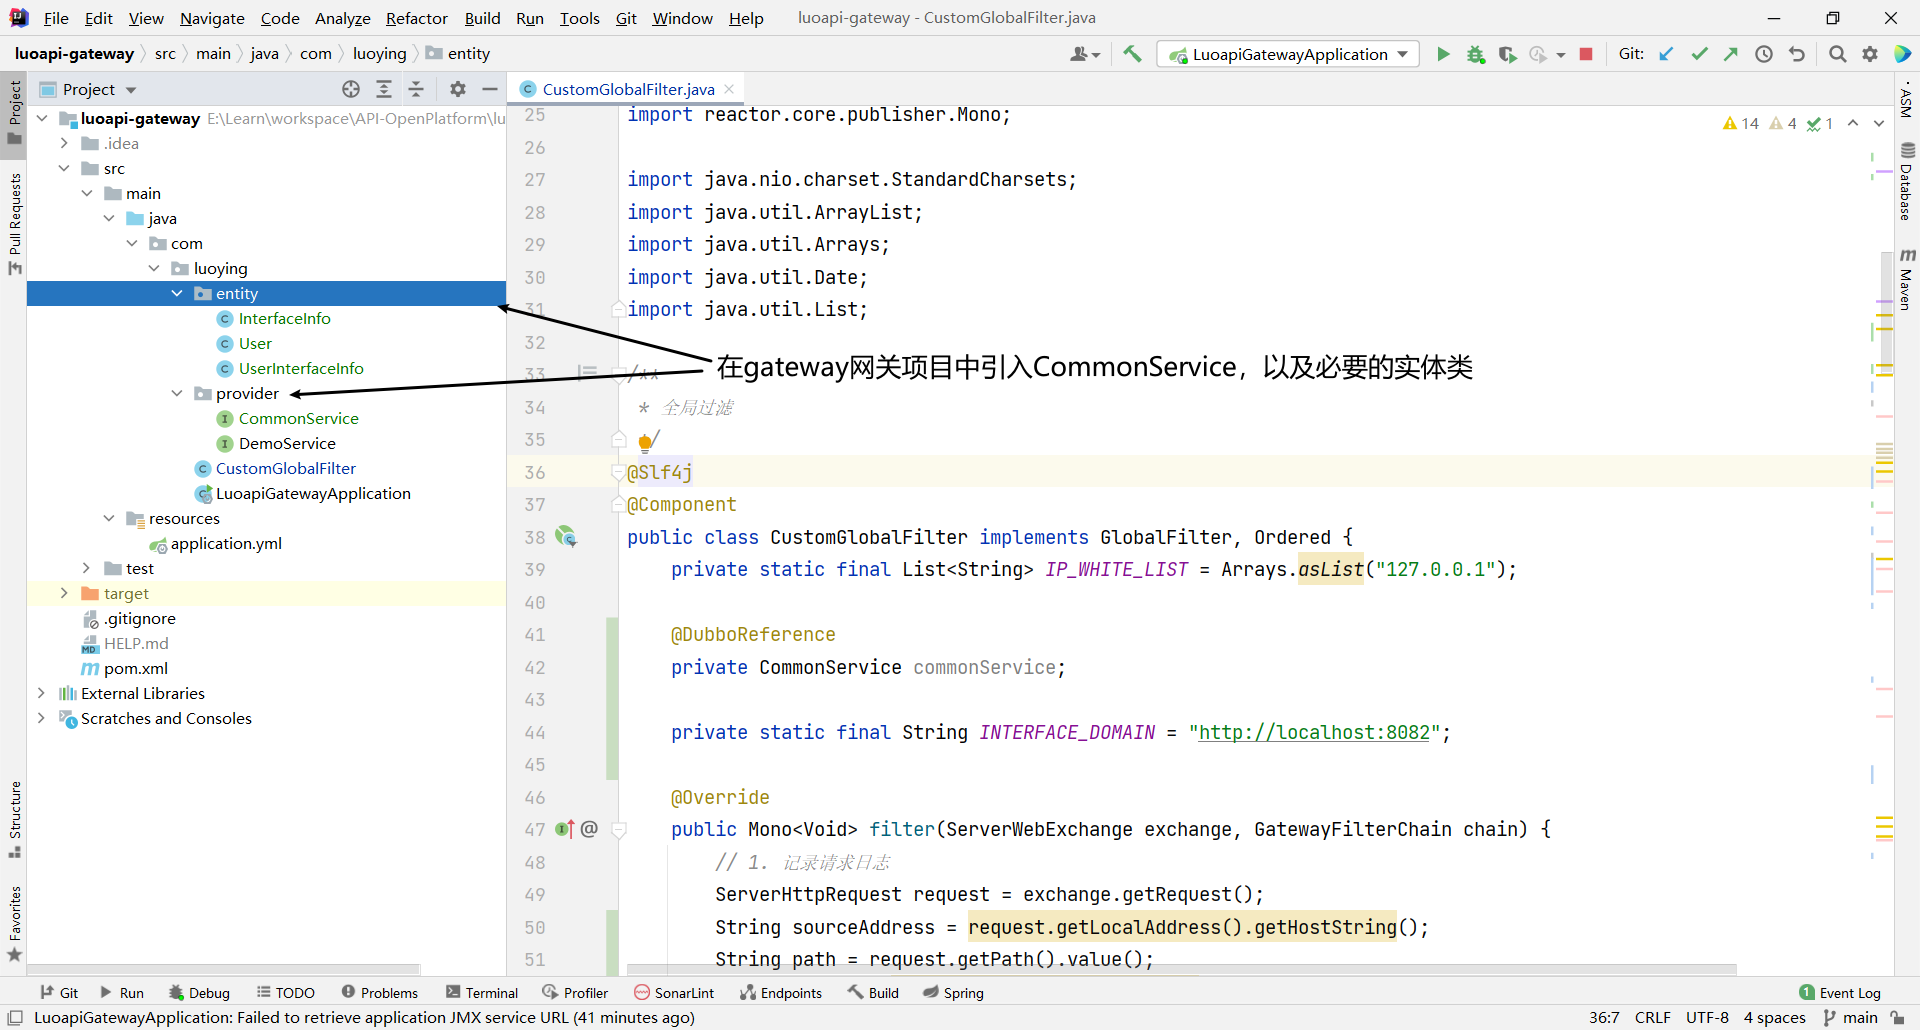 File Edit View Navigate Code Analyze Refactor Build Run Tools Git Window Help luoapi-gateway - CustomGlobalFilter.java
luoapi-gateway src main java com luoying entity LuoapiGatewayApplication Git:
Project
CustomGlobalFilter.java
luoapi-gateway E:\Learn\workspace\API-OpenPlatform\lu
.idea
src
main
java
com
luoying
entity
InterfaceInfo
User
UserInterfaceInfo
provider
CommonService
DemoService
CustomGlobalFilter
LuoapiGatewayApplication
resources
application.yml
test
target
.gitignore
HELP.md
pom.xml
External Libraries
Scratches and Consoles
Project
Pull Requests
Structure
Favorites
14 4 1
25 import reactor.core.publisher.Mono;
26
27 import java.nio.charset.StandardCharsets;
28 import java.util.ArrayList;
29 import java.util.Arrays;
30 import java.util.Date;
31 import java.util.List;
32
在gateway网关项目中引入CommonService，以及必要的实体类
33 /**
34 * 全局过滤
35 */
36 @Slf4j
37 @Component
38 public class CustomGlobalFilter implements GlobalFilter, Ordered {
39 private static final List<String> IP_WHITE_LIST = Arrays.asList("127.0.0.1");
40
41 @DubboReference
42 private CommonService commonService;
43
44 private static final String INTERFACE_DOMAIN = "http://localhost:8082";
45
46 @Override
47 public Mono<Void> filter(ServerWebExchange exchange, GatewayFilterChain chain) {
48 // 1. 记录请求日志
49 ServerHttpRequest request = exchange.getRequest();
50 String sourceAddress = request.getLocalAddress().getHostString();
51 String path = request.getPath().value();
ASM
Database
Maven
Git Run Debug TODO Problems Terminal Profiler SonarLint Endpoints Build Spring 1 Event Log
LuoapiGatewayApplication: Failed to retrieve application JMX service URL (41 minutes ago) 36:7 CRLF UTF-8 4 spaces main